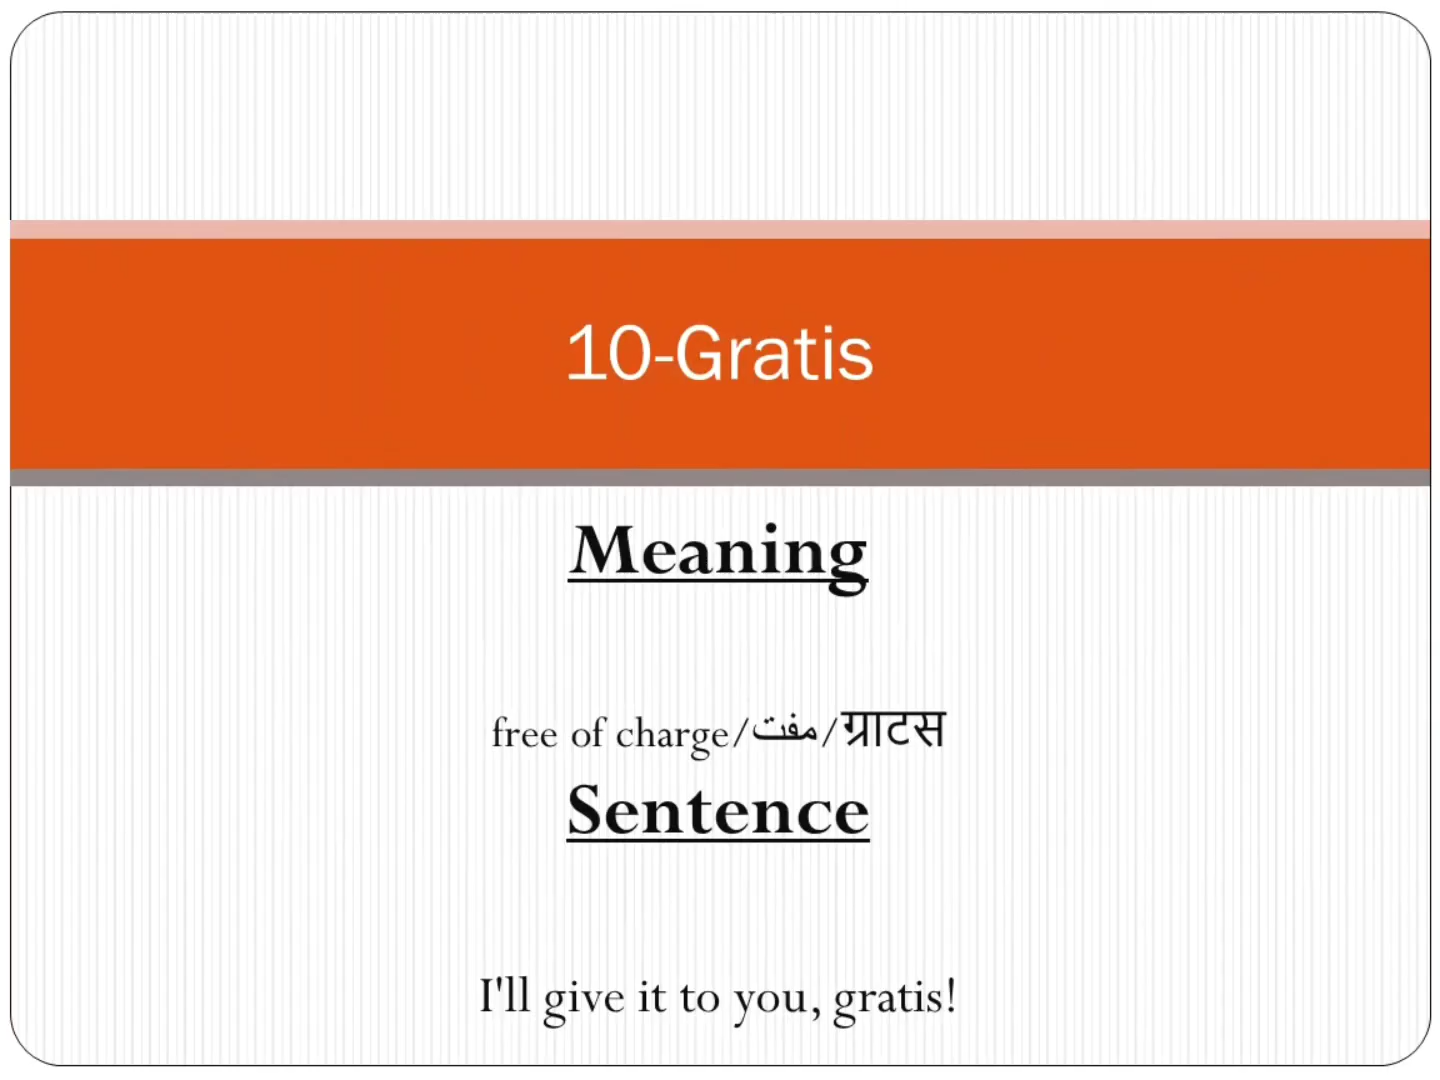 10-Gratis
Meaning
free of charge/مفت/ग्राटस
Sentence
I'll give it to you, gratis!